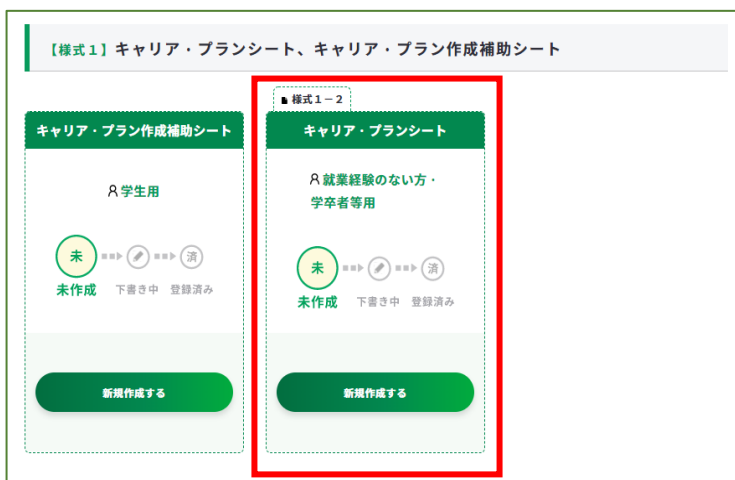 【様式1】キャリア・プランシート、キャリア・プラン作成補助シート
キャリア・プラン作成補助シート
学生用
未
済
未作成
下書き中
登録済み
新規作成する
様式1-2
キャリア・プランシート
就業経験のない方・
学卒者等用
未
済
未作成
下書き中
登録済み
新規作成する